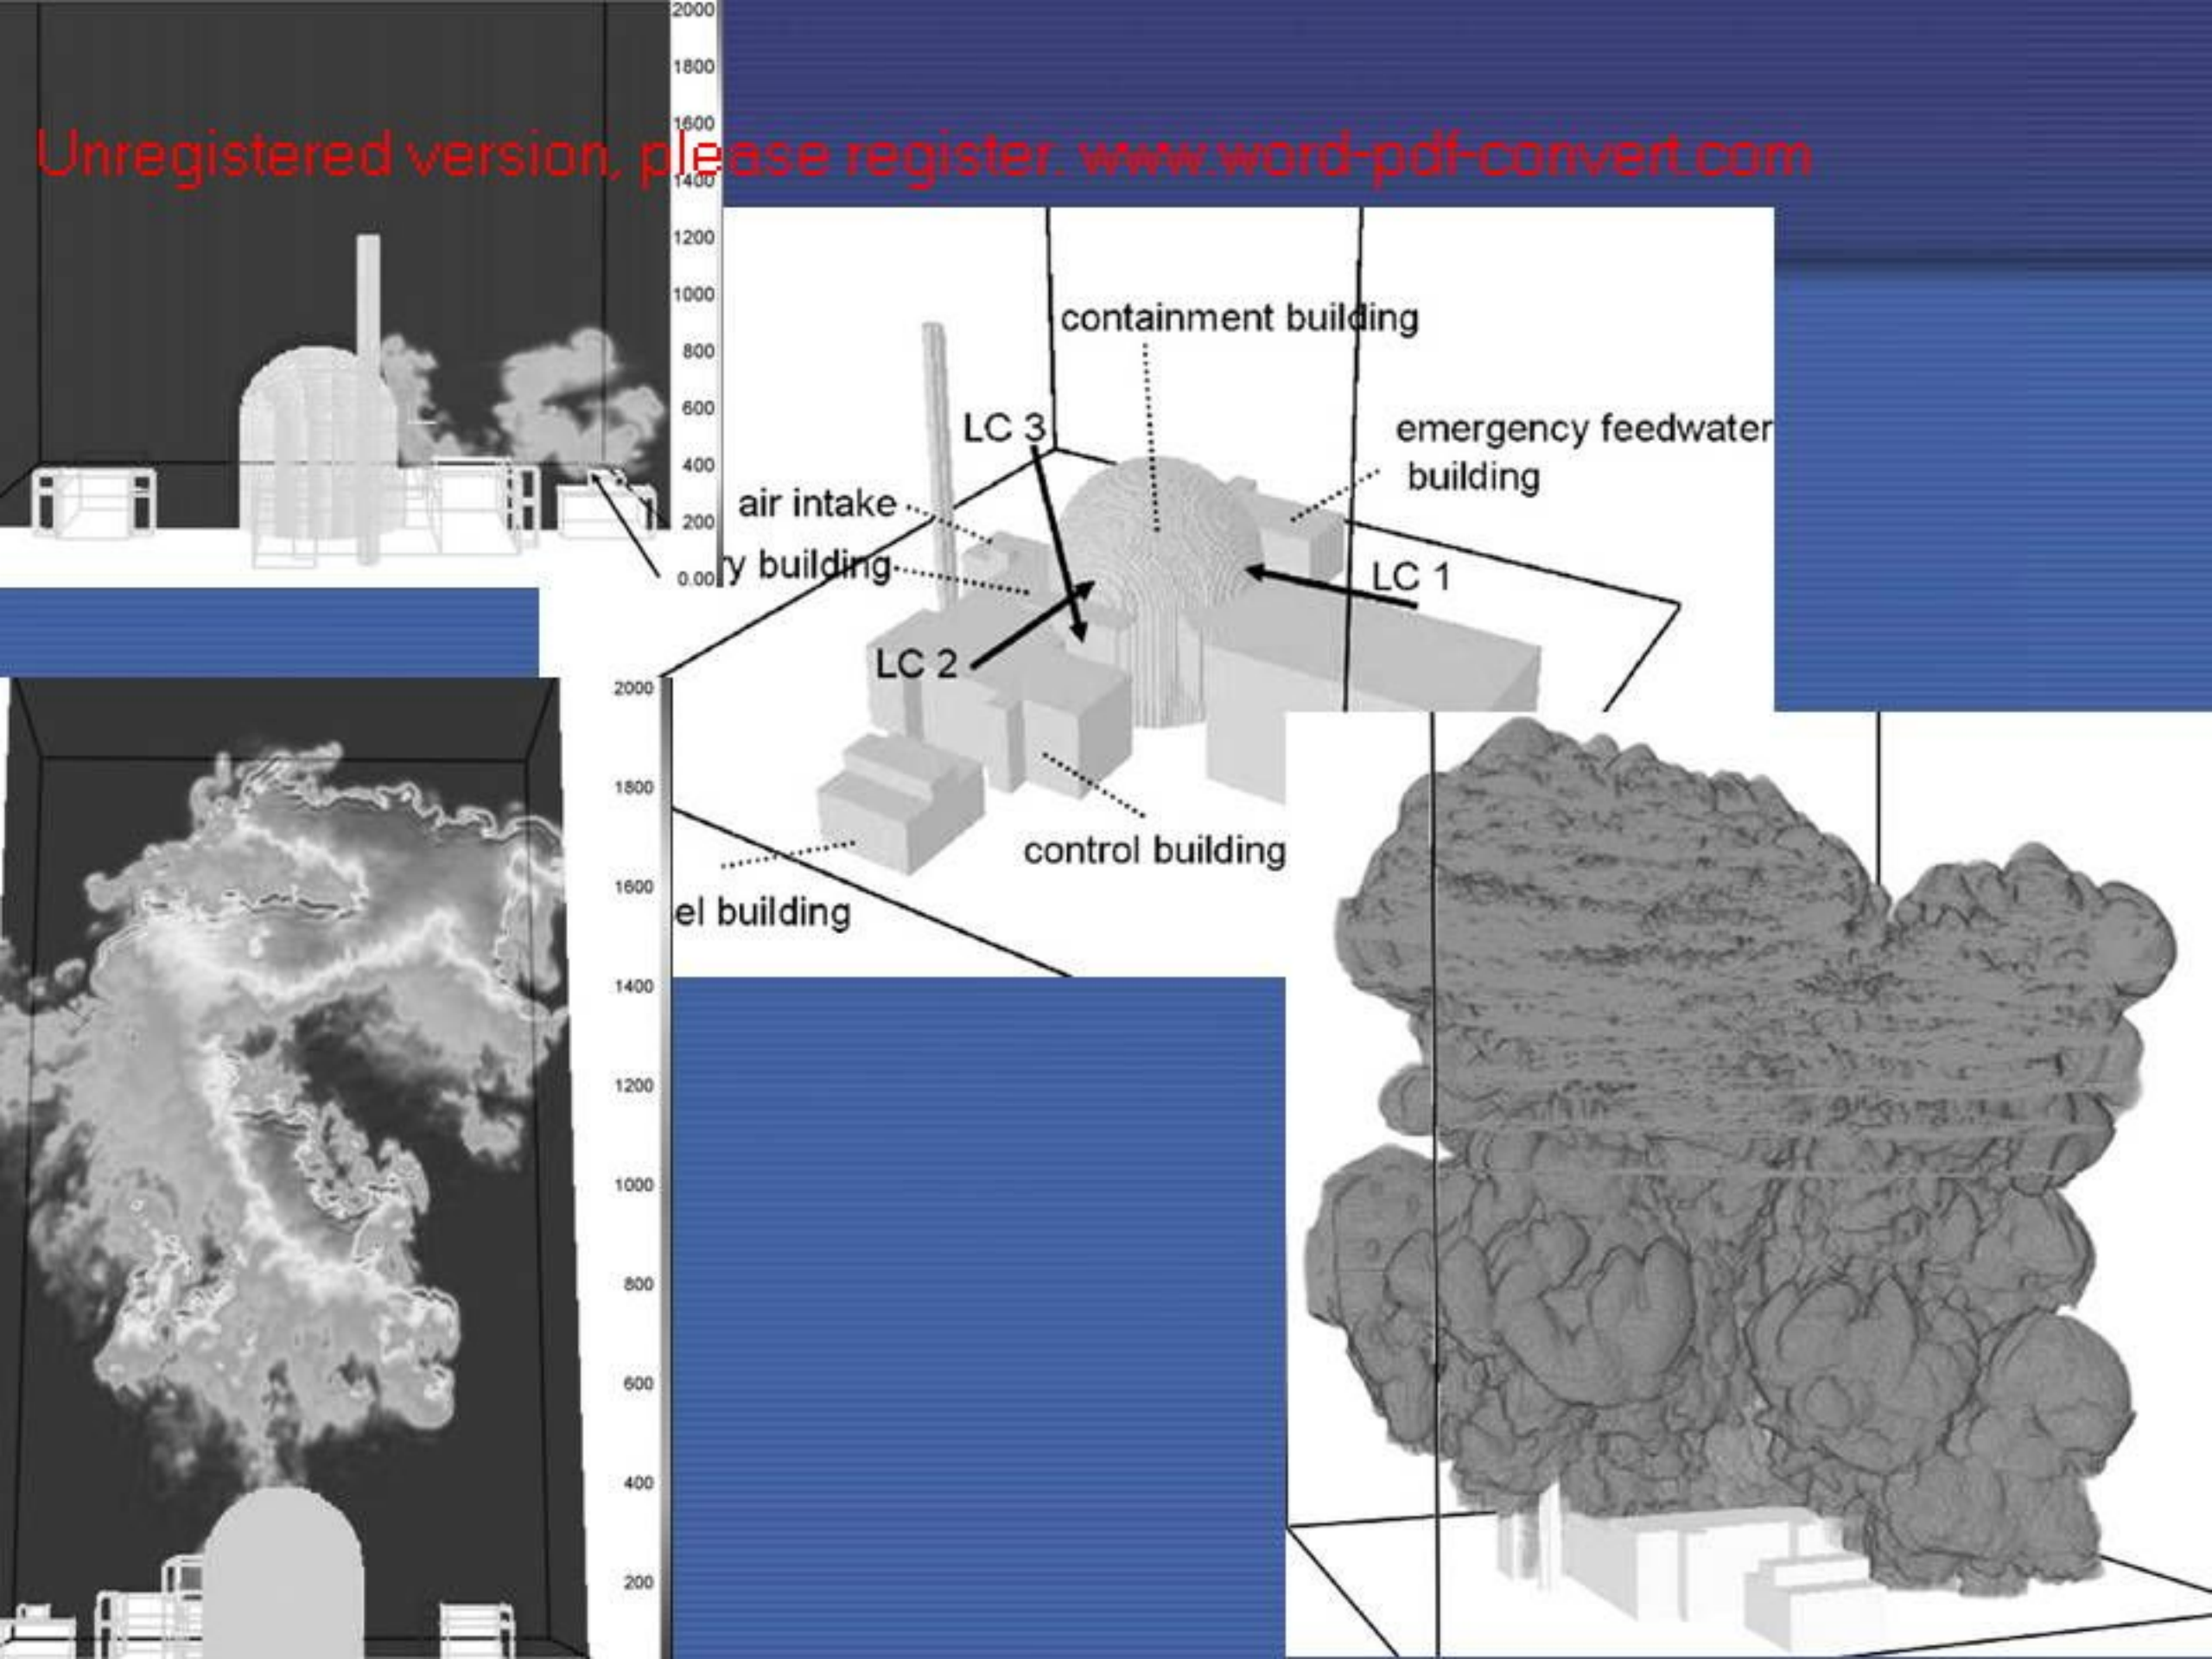 2000
1800
1600
Unregistered version, please register. www.word-pdf-convert.com
1400
1200
1000
800
600
400
200
0.00
containment building
LC 3
emergency feedwater
building
air intake
y building
LC 1
LC 2
control building
el building
2000
1800
1600
1400
1200
1000
800
600
400
200